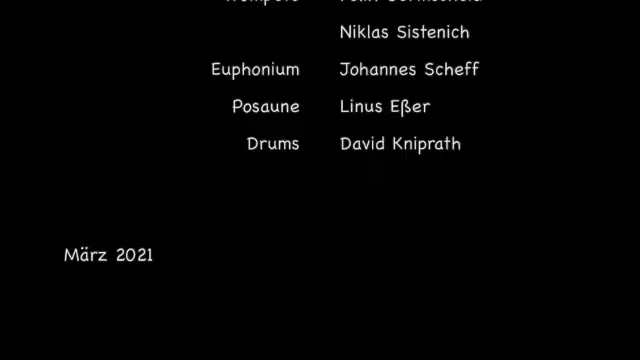 Niklas Sistenich
Euphonium Johannes Scheff
Posaune Linus Eßer
Drums David Kniprath
März 2021